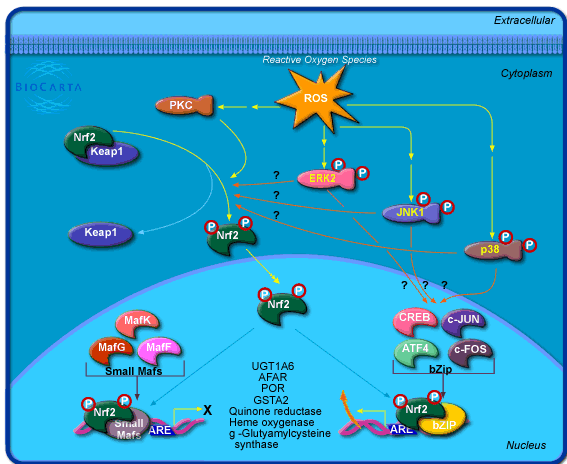 Extracellular
Reactive Oxygen Species
Cytoplasm
BIOCARTA
ROS
PKC
Nrf2
Keap1
ERK2
P
P
?
?
JNK1
P
P
?
Keap1
P
P
Nrf2
p38
P
P
? ? ?
P
P
Nrf2
MafK
MafG
MafF
Small Mafs
CREB
c-JUN
ATF4
c-FOS
bZip
UGT1A6
AFAR
POR
GSTA2
Quinone reductase
Heme oxygenase
g -Glutyamylcysteine
synthase
P
P
Nrf2
Small
Mafs
ARE
X
P
P
Nrf2
ARE
bZIP
Nucleus